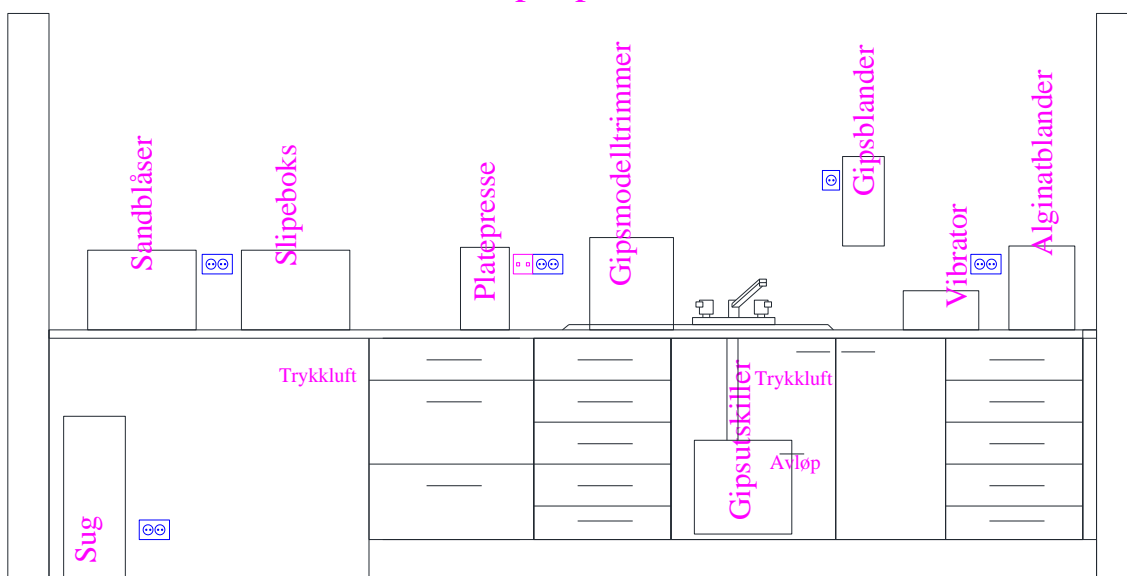 Sandblåser
Slipeboks
Platepresse
Gipsmodelltrimmer
Gipsblander
Vibrator
Alginatblander
Trykkluft
Trykkluft
Gipsutskiller
Avløp
Sug